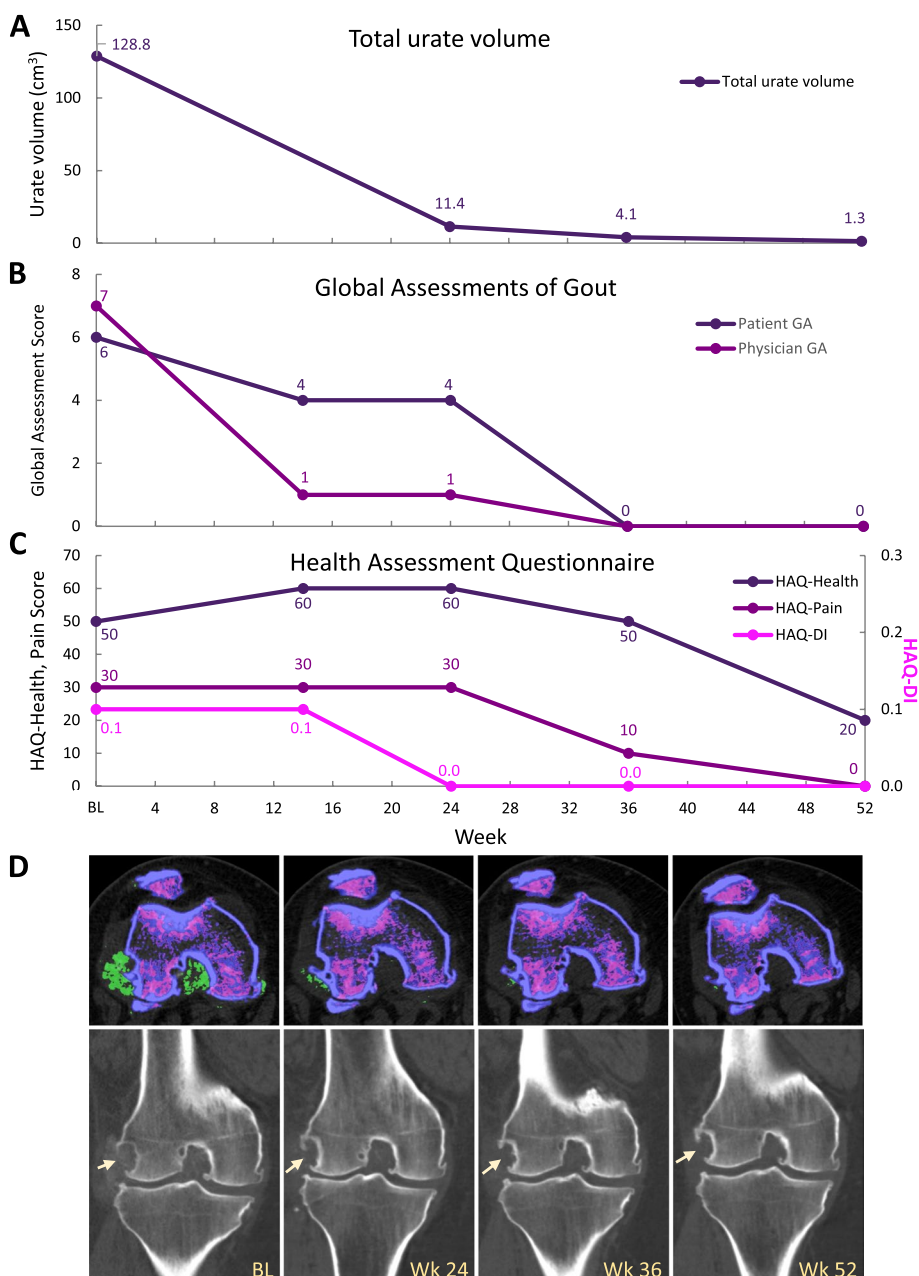 A
Total urate volume
Urate volume (cm³)
150
100
50
0
128.8
11.4
4.1
1.3
Total urate volume
B
Global Assessments of Gout
Global Assessment Score
8
6
4
2
0
7
6
4
4
1
1
0
0
Patient GA
Physician GA
C
Health Assessment Questionnaire
HAQ-Health, Pain Score
70
60
50
40
30
20
10
0
50
60
60
50
20
30
30
30
10
0
0.1
0.1
0.0
0.0
HAQ-Health
HAQ-Pain
HAQ-DI
0.3
0.2
0.1
0.0
HAQ-DI
BL 4 8 12 16 20 24 28 32 36 40 44 48 52
Week
D
BL
Wk 24
Wk 36
Wk 52